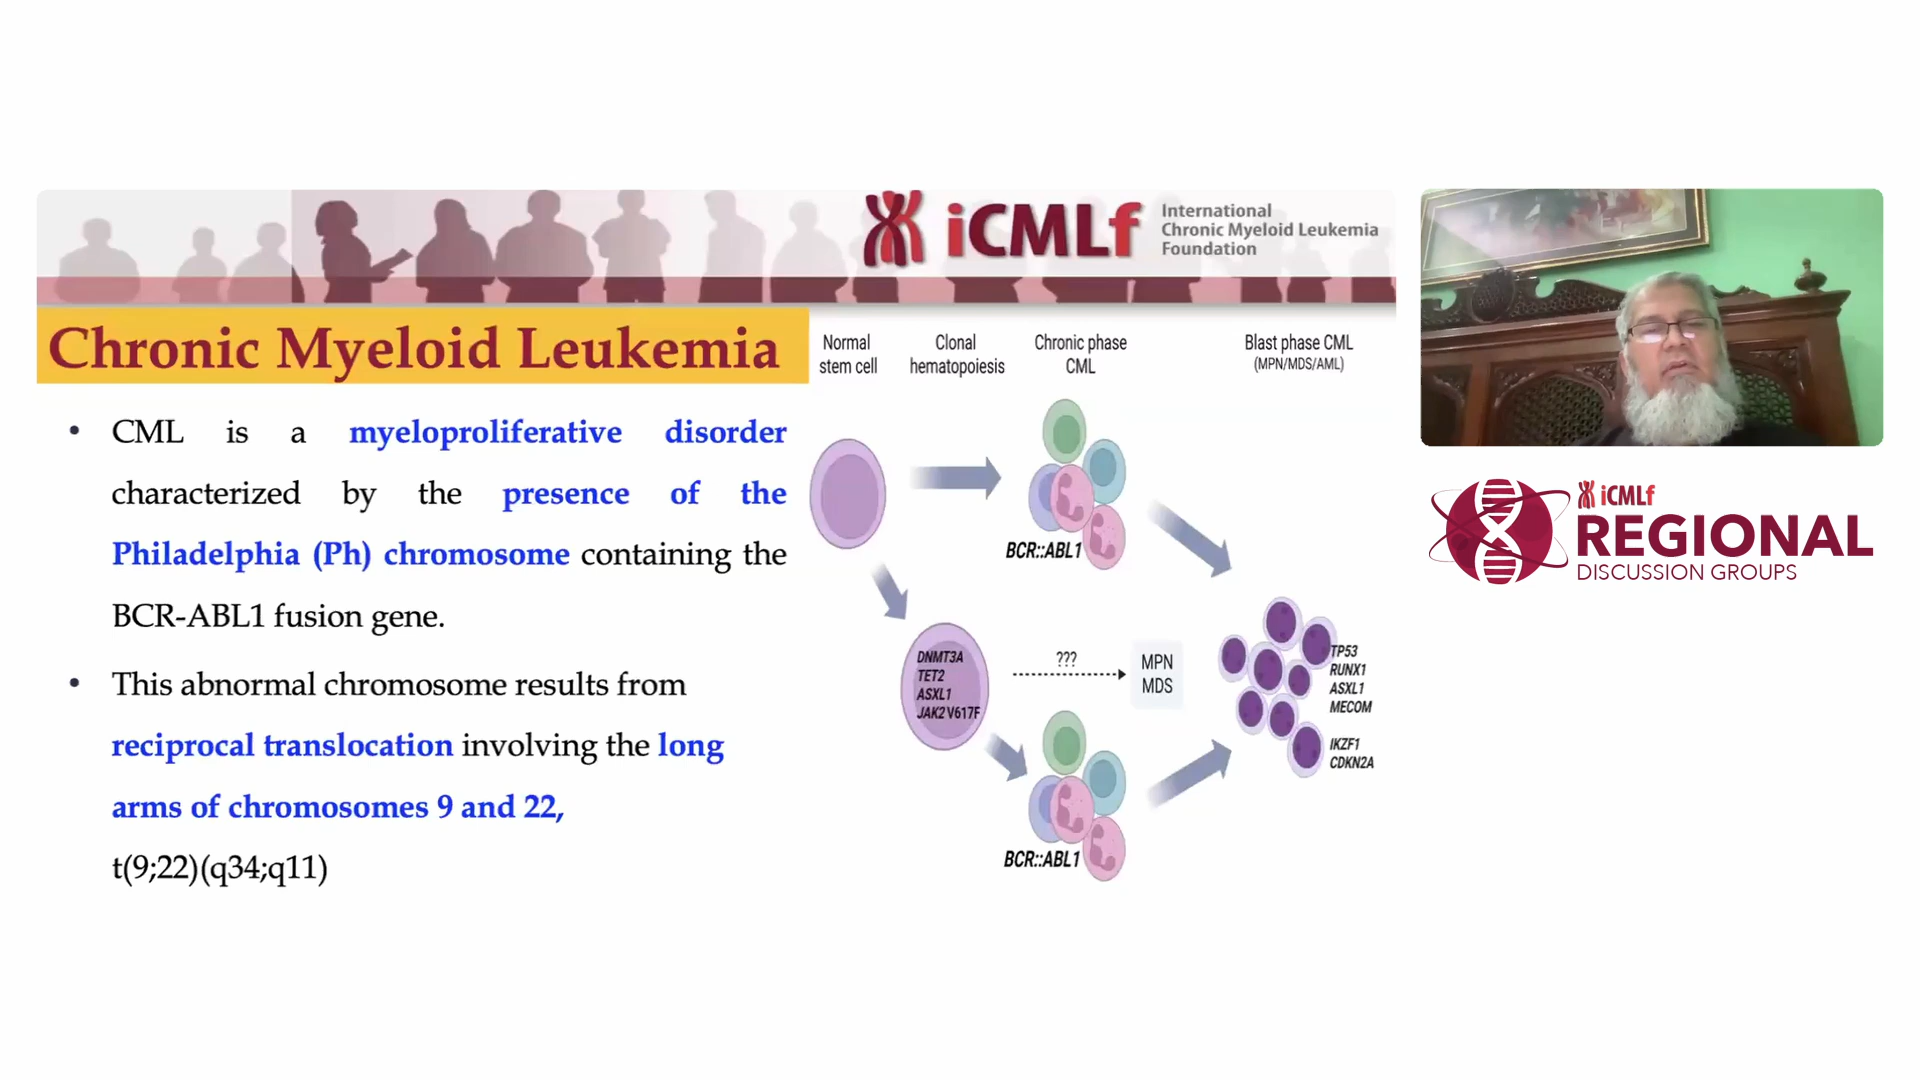 iCMLf
International
Chronic Myeloid Leukemia
Foundation
Chronic Myeloid Leukemia
• CML is a myeloproliferative disorder
characterized by the presence of the
Philadelphia (Ph) chromosome containing the
BCR-ABL1 fusion gene.
• This abnormal chromosome results from
reciprocal translocation involving the long
arms of chromosomes 9 and 22,
t(9;22)(q34;q11)
Normal
stem cell
Clonal
hematopoiesis
Chronic phase
CML
Blast phase CML
(MPN/MDS/AML)
BCR::ABL1
DNMT3A
TET2
ASXL1
JAK2 V617F
???
MPN
MDS
BCR::ABL1
TP53
RUNX1
ASXL1
MECOM
IKZF1
CDKN2A
iCMLf
REGIONAL
DISCUSSION GROUPS